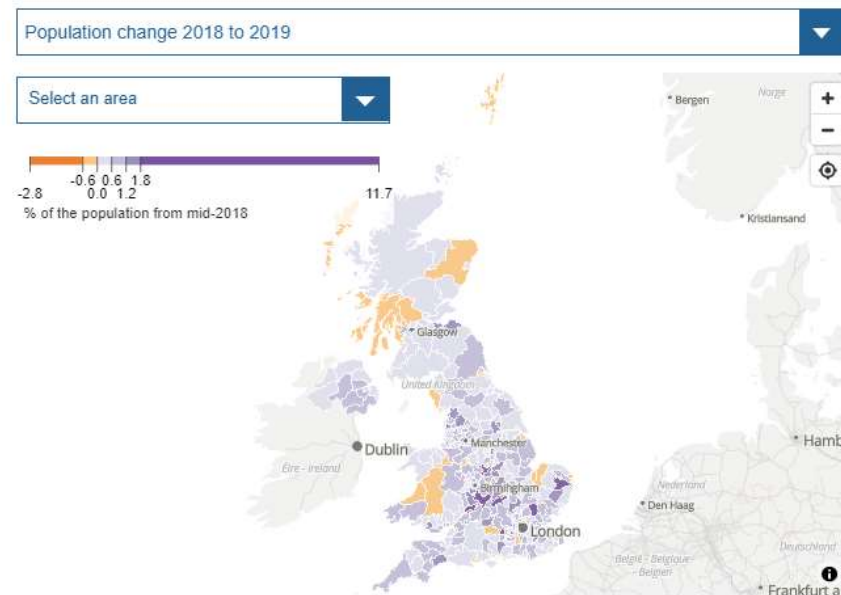 Population change 2018 to 2019
Select an area
-2.8
-0.6
0.0
0.6
1.2
1.8
11.7
% of the population from mid-2018
Bergen
Norge
+
−
Kristiansand
Glasgow
United Kingdom
Manchester
Dublin
Éire - Ireland
Birmingham
London
Hamb
Nederland
Den Haag
Deutschland
België - Belgique -
- Belgien
Frankfurt a
i